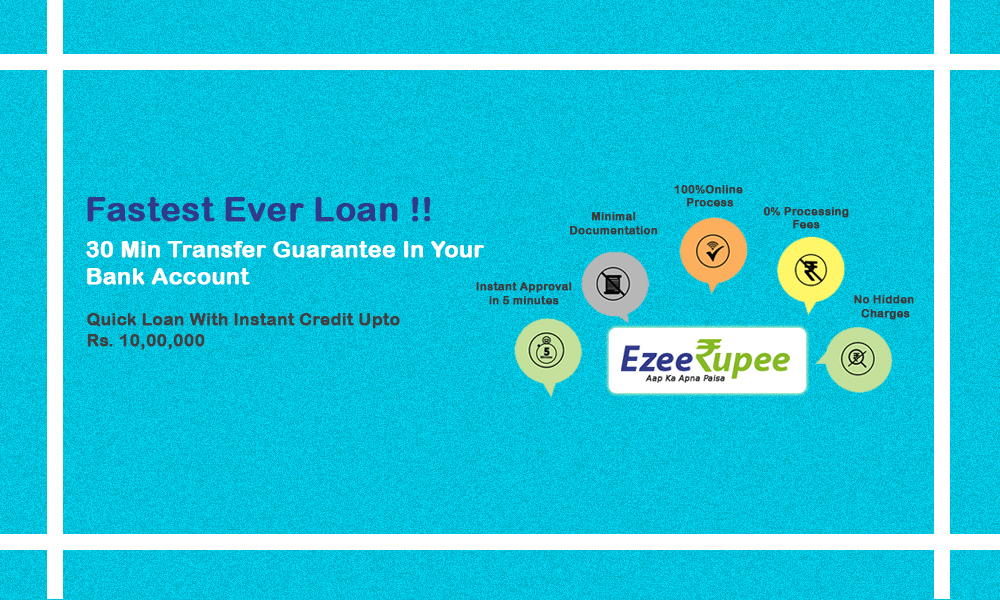 Fastest Ever Loan !!
30 Min Transfer Guarantee In Your
Bank Account
Quick Loan With Instant Credit Upto
Rs. 10,00,000
Instant Approval
in 5 minutes
5
Minimal
Documentation
100%Online
Process
0% Processing
Fees
No Hidden
Charges
Ezee₹upee
Aap Ka Apna Paisa